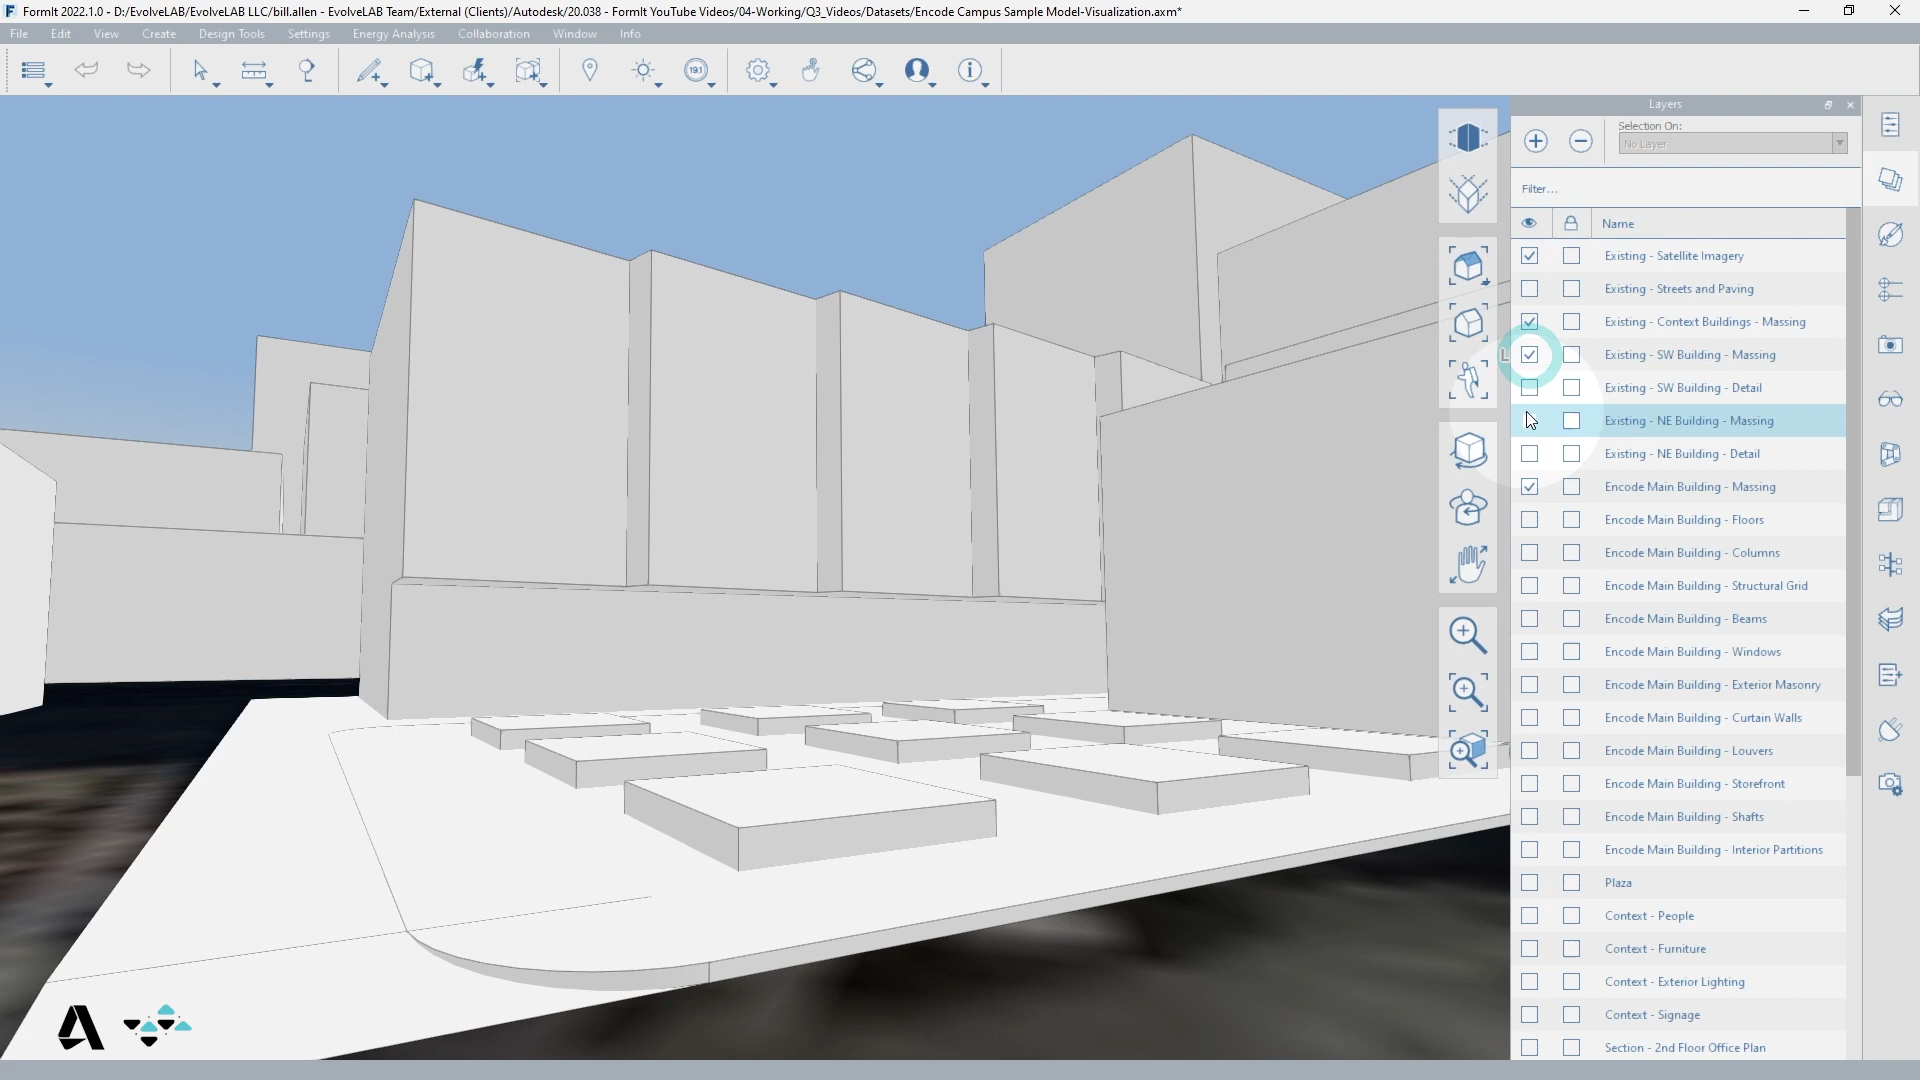 FormIt 2022.1.0 - D:/EvolveLAB/EvolveLAB LLC/bill.allen - EvolveLAB Team/External (Clients)/Autodesk/20.038 - FormIt YouTube Videos/04-Working/Q3_Videos/Datasets/Encode Campus Sample Model-Visualization.axm*
File Edit View Create Design Tools Settings Energy Analysis Collaboration Window Info
19.1
Layers
Selection On:
No Layer
Filter...
Name
Existing - Satellite Imagery
Existing - Streets and Paving
Existing - Context Buildings - Massing
L
Existing - SW Building - Massing
Existing - SW Building - Detail
Existing - NE Building - Massing
Existing - NE Building - Detail
Encode Main Building - Massing
Encode Main Building - Floors
Encode Main Building - Columns
Encode Main Building - Structural Grid
Encode Main Building - Beams
Encode Main Building - Windows
Encode Main Building - Exterior Masonry
Encode Main Building - Curtain Walls
Encode Main Building - Louvers
Encode Main Building - Storefront
Encode Main Building - Shafts
Encode Main Building - Interior Partitions
Plaza
Context - People
Context - Furniture
Context - Exterior Lighting
Context - Signage
Section - 2nd Floor Office Plan